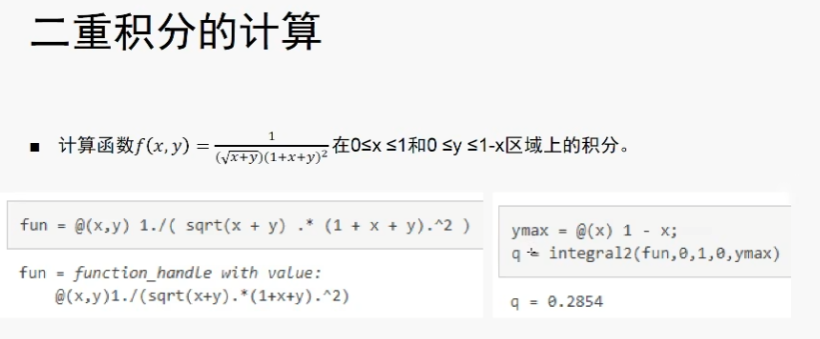 二重积分的计算
■ 计算函数f(x,y) = 1/((√x+y)(1+x+y)²) 在0≤x ≤1和0 ≤y ≤1-x区域上的积分。
fun = @(x,y) 1./( sqrt(x + y) .* (1 + x + y).^2 )
fun = function_handle with value:
@(x,y)1./(sqrt(x+y).*(1+x+y).^2)
ymax = @(x) 1 - x;
q = integral2(fun,0,1,0,ymax)
q = 0.2854